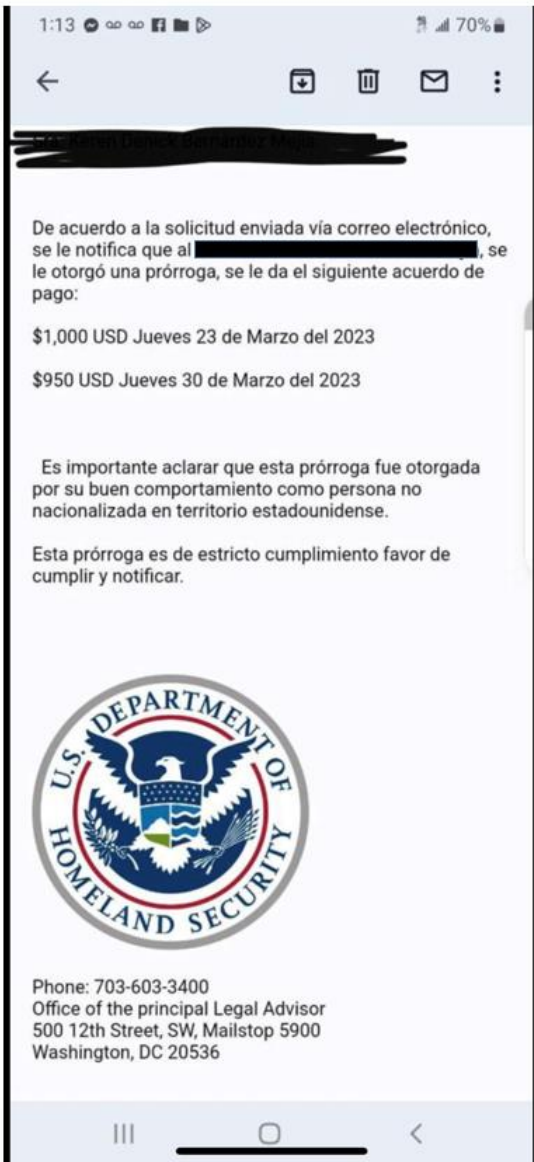 1:13
70%
De acuerdo a la solicitud enviada vía correo electrónico,
se le notifica que al , se
le otorgó una prórroga, se le da el siguiente acuerdo de
pago:
$1,000 USD Jueves 23 de Marzo del 2023
$950 USD Jueves 30 de Marzo del 2023
Es importante aclarar que esta prórroga fue otorgada
por su buen comportamiento como persona no
nacionalizada en territorio estadounidense.
Esta prórroga es de estricto cumplimiento favor de
cumplir y notificar.
U.S. DEPARTMENT OF
HOMELAND SECURITY
Phone: 703-603-3400
Office of the principal Legal Advisor
500 12th Street, SW, Mailstop 5900
Washington, DC 20536